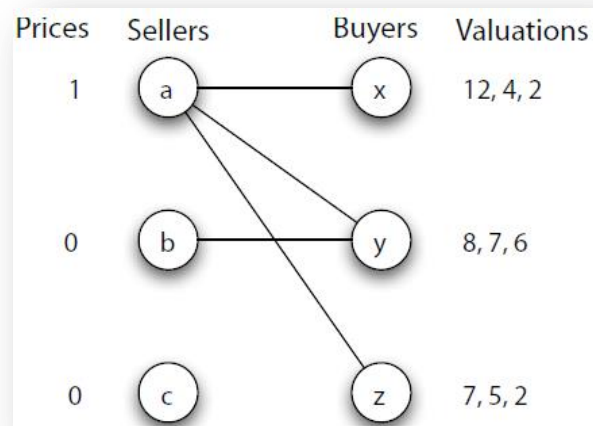 Prices Sellers Buyers Valuations
1 a x 12, 4, 2
0 b y 8, 7, 6
0 c z 7, 5, 2